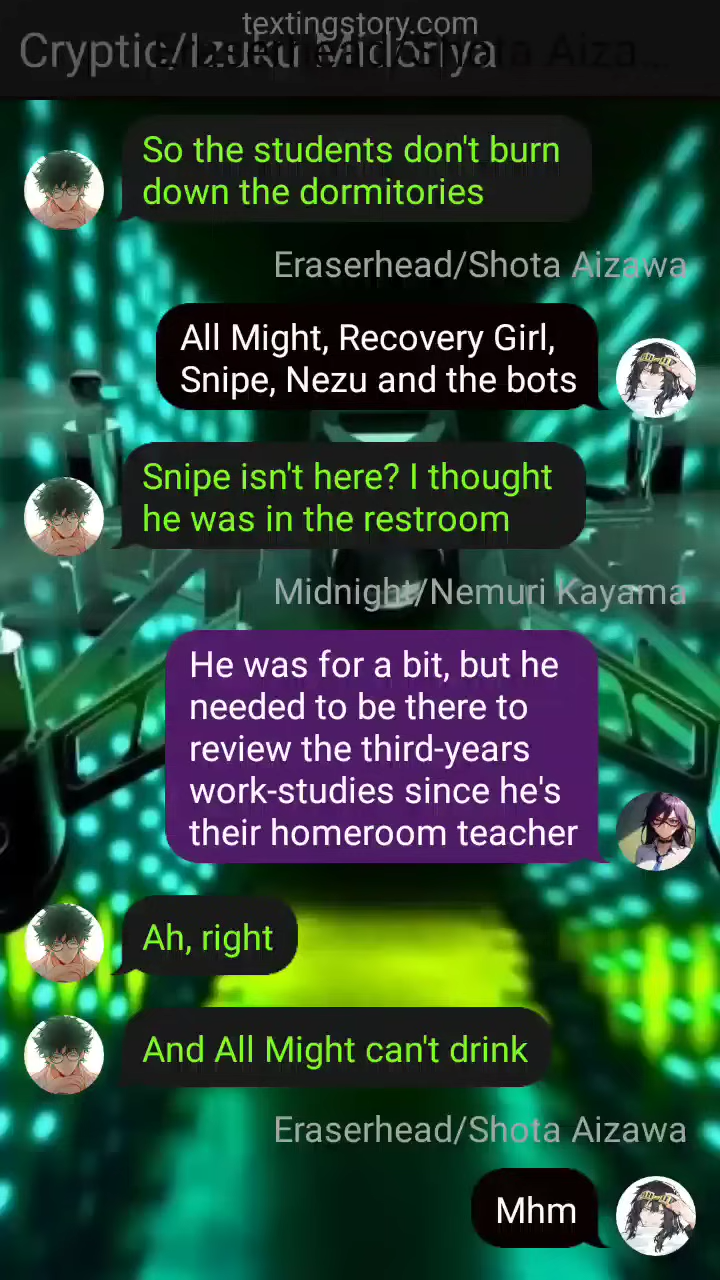 textingstory.com
Cryptic/Izuku Midoriya
So the students don't burn
down the dormitories
Eraserhead/Shota Aizawa
All Might, Recovery Girl,
Snipe, Nezu and the bots
Snipe isn't here? I thought
he was in the restroom
Midnight/Nemuri Kayama
He was for a bit, but he
needed to be there to
review the third-years
work-studies since he's
their homeroom teacher
Ah, right
And All Might can't drink
Eraserhead/Shota Aizawa
Mhm